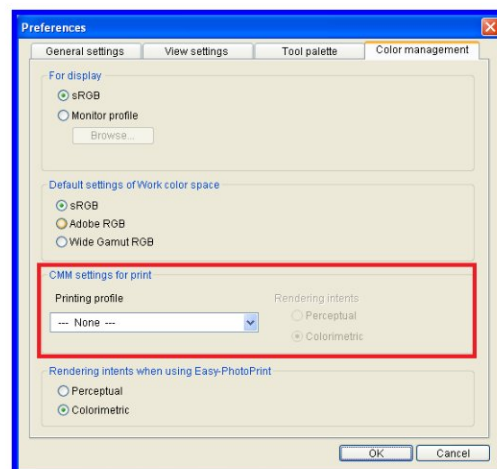 Preferences
General settings View settings Tool palette Color management
For display
sRGB
Monitor profile
Browse...
Default settings of Work color space
sRGB
Adobe RGB
Wide Gamut RGB
CMM settings for print
Printing profile Rendering intents
--- None --- Perceptual
Colorimetric
Rendering intents when using Easy-PhotoPrint
Perceptual
Colorimetric
OK Cancel